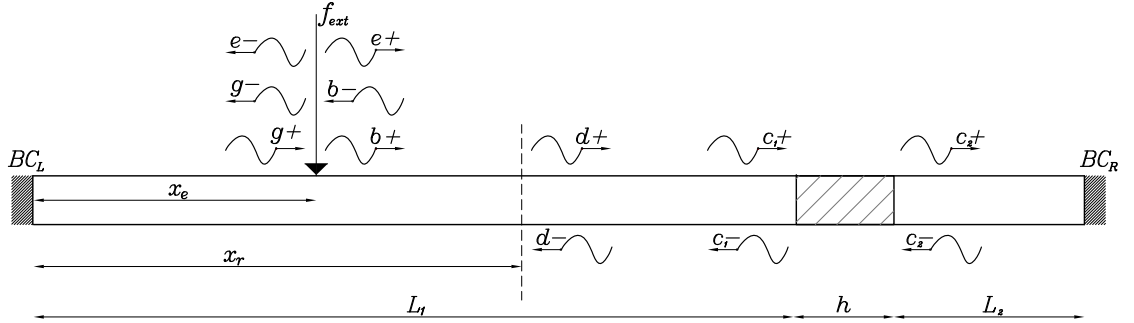 f_ext
e− e+
g− b−
g+ b+ d+ c₁+ c₂+
BC_L BC_R
x_e
d− c₁− c₂−
x_r
L₁ h L₂